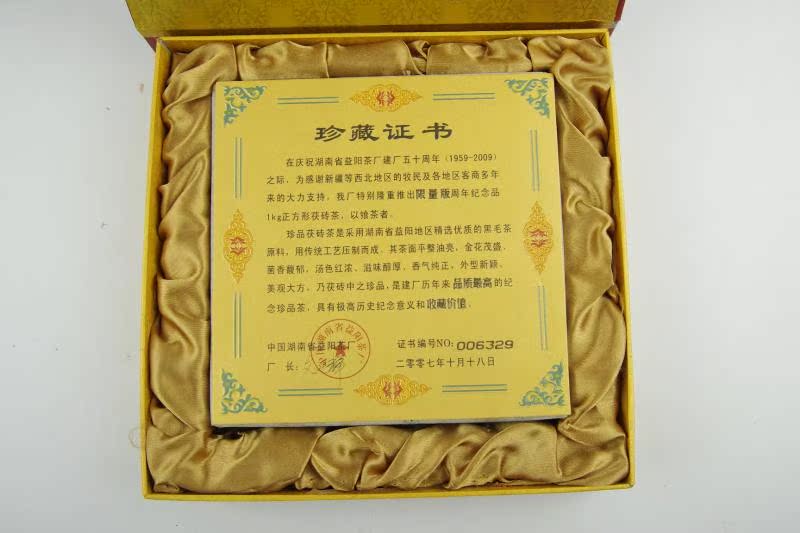 珍藏证书
在庆祝湖南省益阳茶厂建厂五十周年（1959-2009）
之际，为感谢新疆等西北地区的牧民及各地区客商多年
来的大力支持，我厂特别隆重推出限量版周年纪念品
1kg正方形茯砖茶，以飨茶者。
珍品茯砖茶是采用湖南省益阳地区精选优质的黑毛茶
原料，用传统工艺压制而成，其茶面平整油亮，金花茂盛，
菌香馥郁，汤色红浓、滋味醇厚、香气纯正，外型新颖、
美观大方，乃茯砖中之珍品，是建厂历年来品质最高的纪
念珍品茶，具有极高历史纪念意义和收藏价值。
中国湖南省益阳茶厂
证书编号NO：006329
厂 长：
二零零七年十月十八日